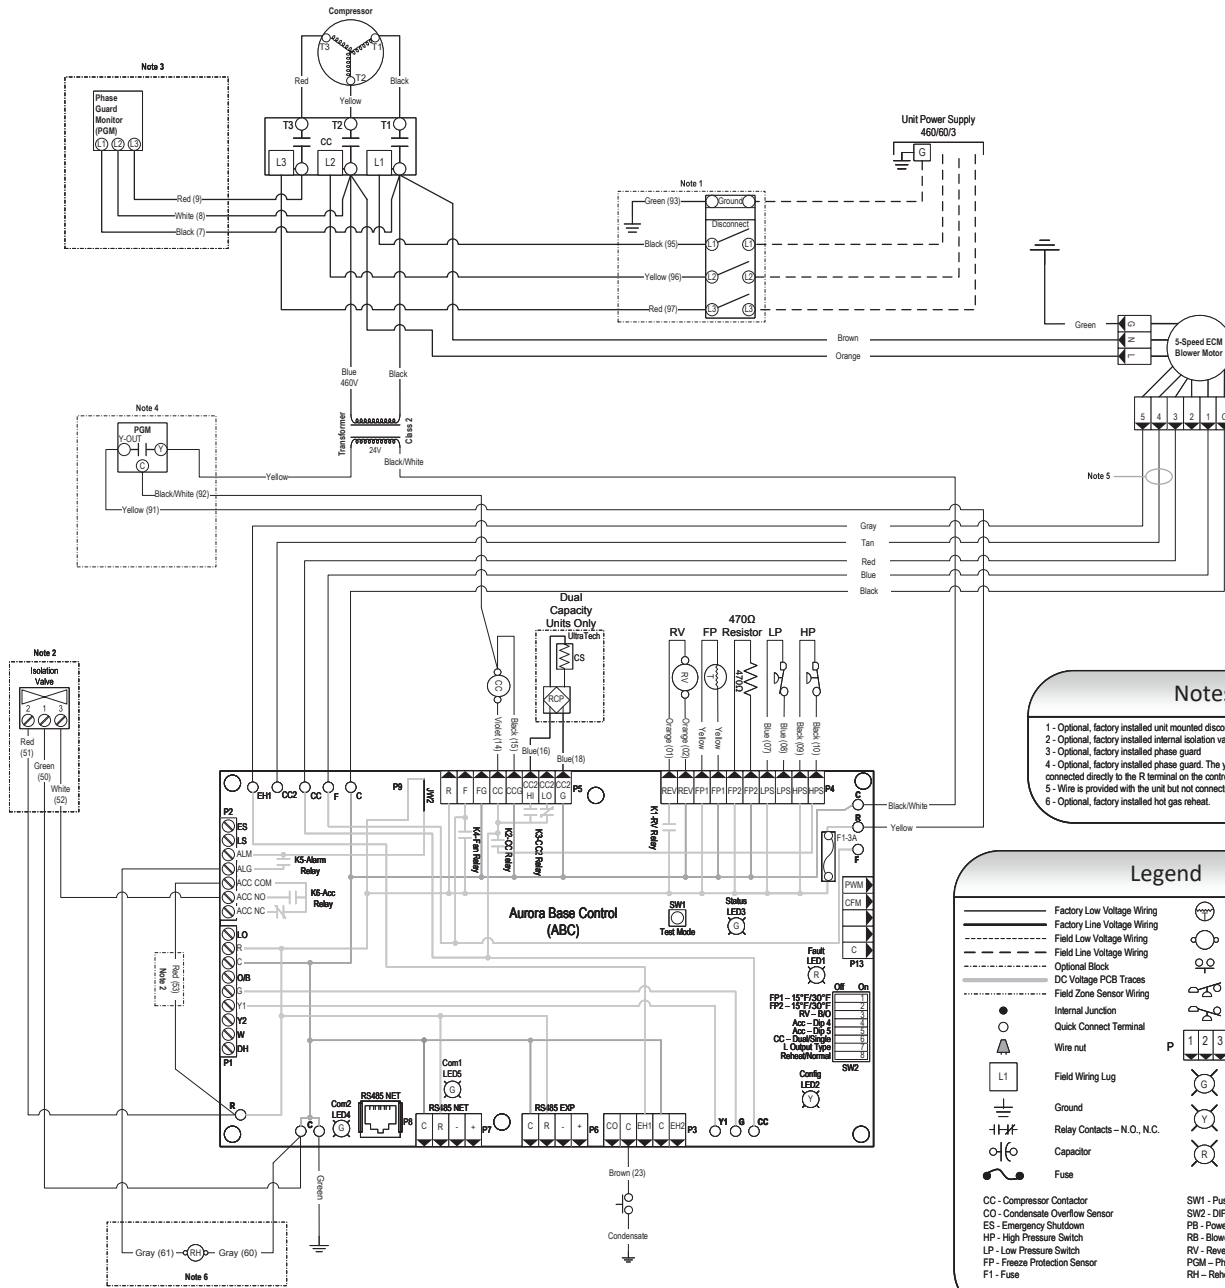 Compressor
T3
T1
T2
Red
Black
Yellow
Note 3
Phase
Guard
Monitor
(PGM)
L1 L2 L3
T3 T2 T1
CC
L3 L2 L1
Red (9)
White (8)
Black (7)
Unit Power Supply
460/60/3
G
Note 1
Green (93)
Ground
Disconnect
Black (95)
L1 L1
Yellow (96)
L2 L2
Red (97)
L3 L3
Green
Brown
Orange
G
N
L
5-Speed ECM
Blower Motor
5 4 3 2 1 C
Note 5
Blue
460V
Black
Transformer
Class 2
24V
Black/White
Note 4
PGM
Y-OUT
Y
C
Yellow
Black/White (92)
Yellow (91)
Gray
Tan
Red
Blue
Black
Dual
Capacity
Units Only
UltraTech
CS
RCP
CC
Violet (14)
Black (15)
Blue(16)
Blue(18)
RV FP
470Ω
Resistor
LP HP
RV
T
470Ω
Orange (01)
Orange (02)
Yellow
Yellow
Blue (07)
Blue (08)
Black (09)
Black (10)
Note 2
Isolation
Valve
2 1 3
Red
(51)
Green
(50)
White
(52)
EH1 CC2 CC F C
P9
JW2
R F FG CC CCG CC2 HI CC2 LO CC2 G
P5
REV REV FP1 FP1 FP2 FP2 LPS LPS HPS HPS
P4
C
Black/White
R
Yellow
F1-3A
F
P2
ES
LS
ALM
ALG
ACC COM
ACC NO
ACC NC
K5-Alarm
Relay
K6-Acc
Relay
K4-Fan Relay
K2-CC Relay
K3-CC2 Relay
K1-RV Relay
Aurora Base Control
(ABC)
SW1
Test Mode
Status
LED3
G
PWM
CFM
C
P13
Fault
LED1
R
LO
R
C
O/B
G
Y1
Y2
W
DH
P1
Red (53)
Note 2
Off On
FP1 – 15°F/30°F 1
FP2 – 15°F/30°F 2
RV – B/O 3
Acc – Dip 4 4
Acc – Dip 5 5
CC – Dual/Single 6
L Output Type 7
Reheat/Normal 8
SW2
Config
LED2
Y
R
C
Com2
LED4
G
RS485 NET
P8
Com1
LED5
G
RS485 NET
C R - +
P7
RS485 EXP
C R - +
P6
CO C EH1 C EH2
P3
Y1 G CC
Green
Brown (23)
Condensate
Gray (61)
RH
Gray (60)
Note 6
Note
1 - Optional, factory installed unit mounted
2 - Optional, factory installed internal isolation
3 - Optional, factory installed phase guard
4 - Optional, factory installed phase guard. The
connected directly to the R terminal on the
5 - Wire is provided with the unit but not
6 - Optional, factory installed hot gas reheat.
Legend
Factory Low Voltage Wiring
Factory Line Voltage Wiring
Field Low Voltage Wiring
Field Line Voltage Wiring
Optional Block
DC Voltage PCB Traces
Field Zone Sensor Wiring
Internal Junction
Quick Connect Terminal
Wire nut
P 1 2 3
L1
Field Wiring Lug
G
Ground
Y
Relay Contacts – N.O., N.C.
Capacitor
R
Fuse
CC - Compressor Contactor
CO - Condensate Overflow Sensor
ES - Emergency Shutdown
HP - High Pressure Switch
LP - Low Pressure Switch
FP - Freeze Protection Sensor
F1 - Fuse
SW1 -
SW2 -
PB -
RB -
RV -
PGM –
RH –